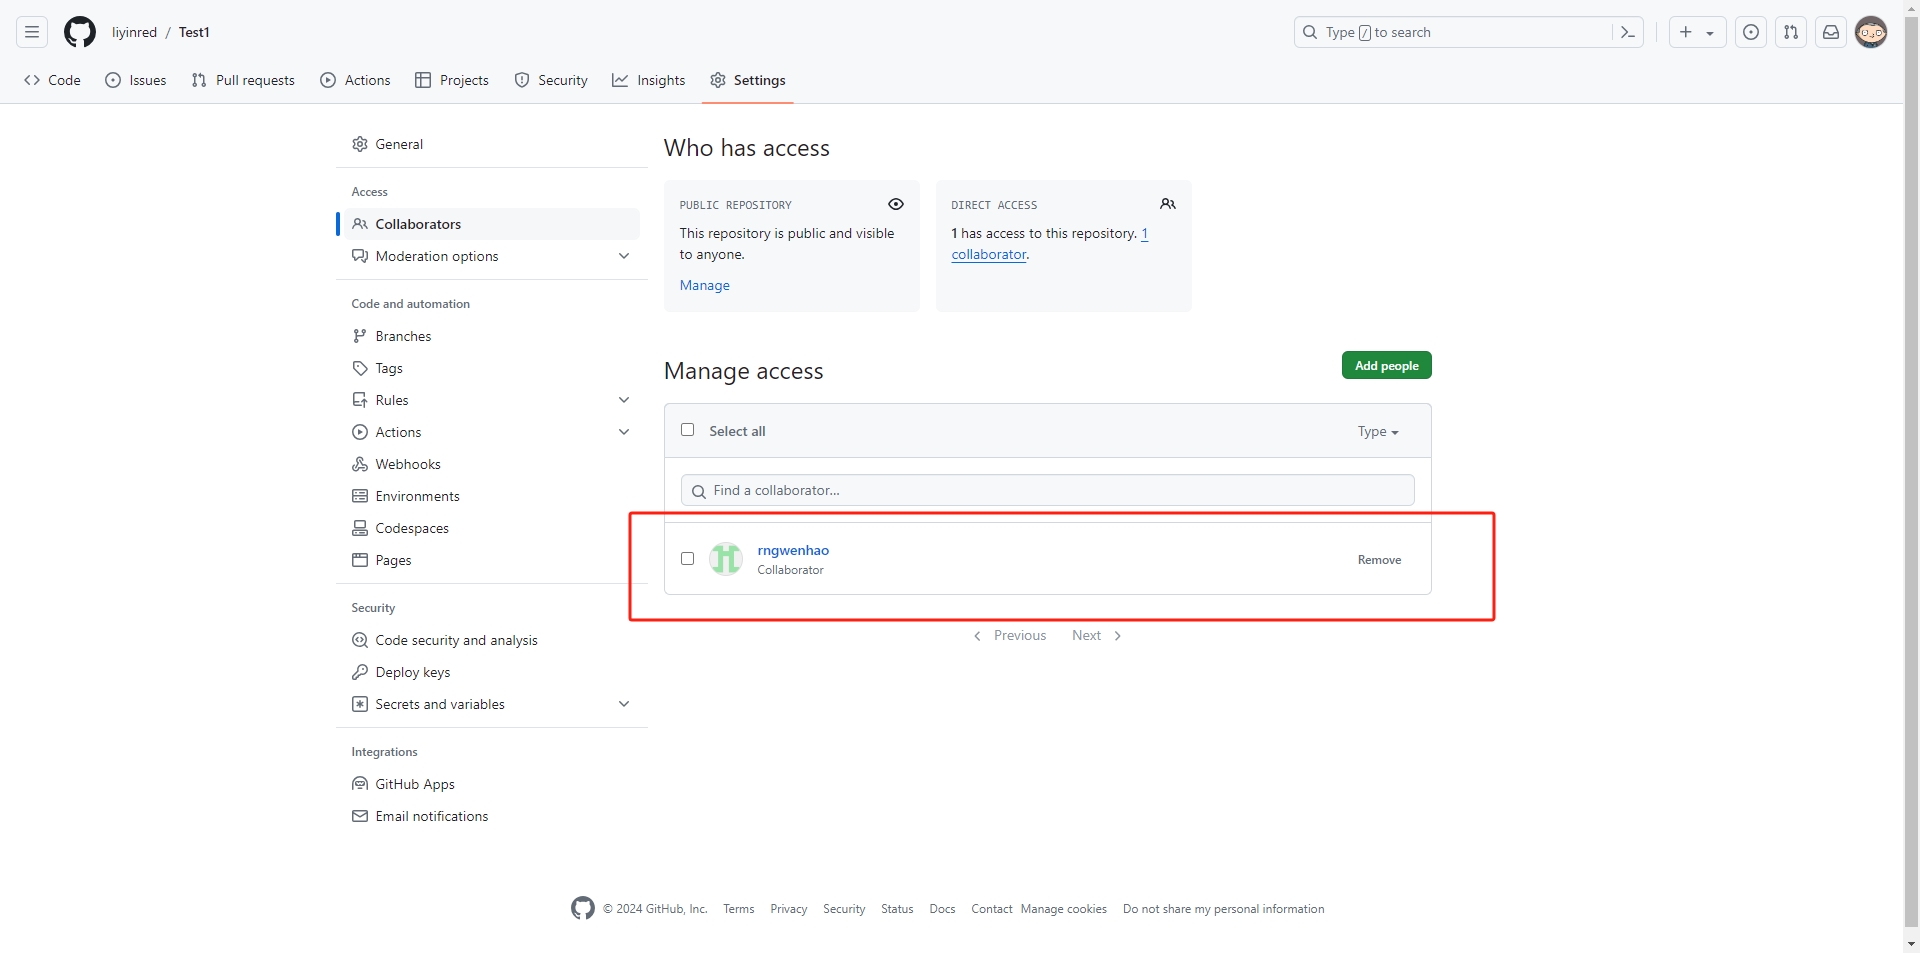 liyinred / Test1
Type / to search
Code
Issues
Pull requests
Actions
Projects
Security
Insights
Settings
General
Access
Collaborators
Moderation options
Code and automation
Branches
Tags
Rules
Actions
Webhooks
Environments
Codespaces
Pages
Security
Code security and analysis
Deploy keys
Secrets and variables
Integrations
GitHub Apps
Email notifications
Who has access
PUBLIC REPOSITORY
This repository is public and visible
to anyone.
Manage
DIRECT ACCESS
1 has access to this repository. 1
collaborator.
Manage access
Add people
Select all
Type
Find a collaborator...
rngwenhao
Collaborator
Remove
Previous
Next
© 2024 GitHub, Inc.
Terms
Privacy
Security
Status
Docs
Contact
Manage cookies
Do not share my personal information